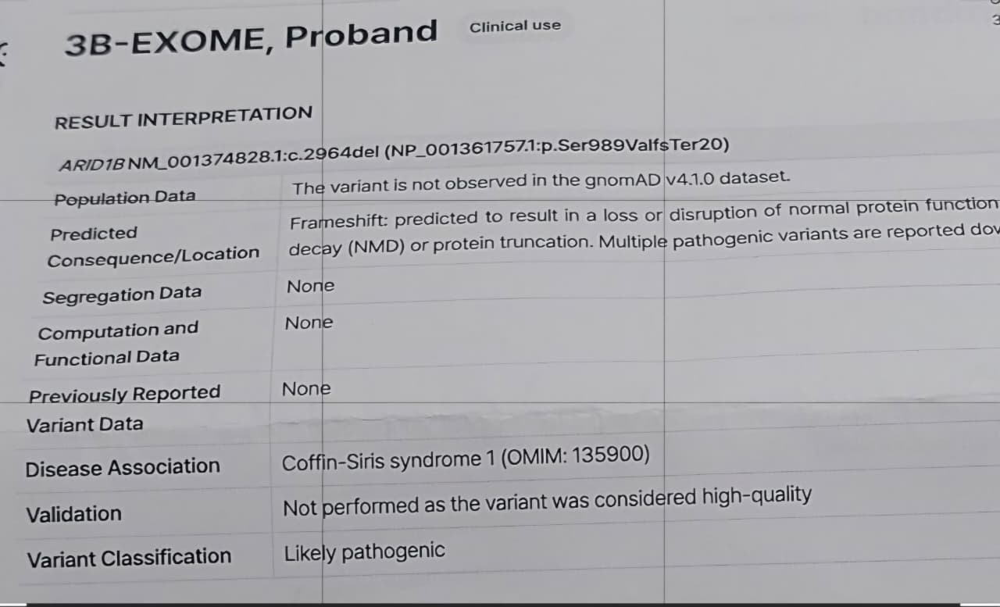 3B-EXOME, Proband Clinical use
RESULT INTERPRETATION
ARID1B NM_001374828.1:c.2964del (NP_001361757.1:p.Ser989ValfsTer20)
Population Data The variant is not observed in the gnomAD v4.1.0 dataset.
Predicted Frameshift: predicted to result in a loss or disruption of normal protein function
Consequence/Location decay (NMD) or protein truncation. Multiple pathogenic variants are reported
Segregation Data None
Computation and None
Functional Data
Previously Reported None
Variant Data
Disease Association Coffin-Siris syndrome 1 (OMIM: 135900)
Validation Not performed as the variant was considered high-quality
Variant Classification Likely pathogenic